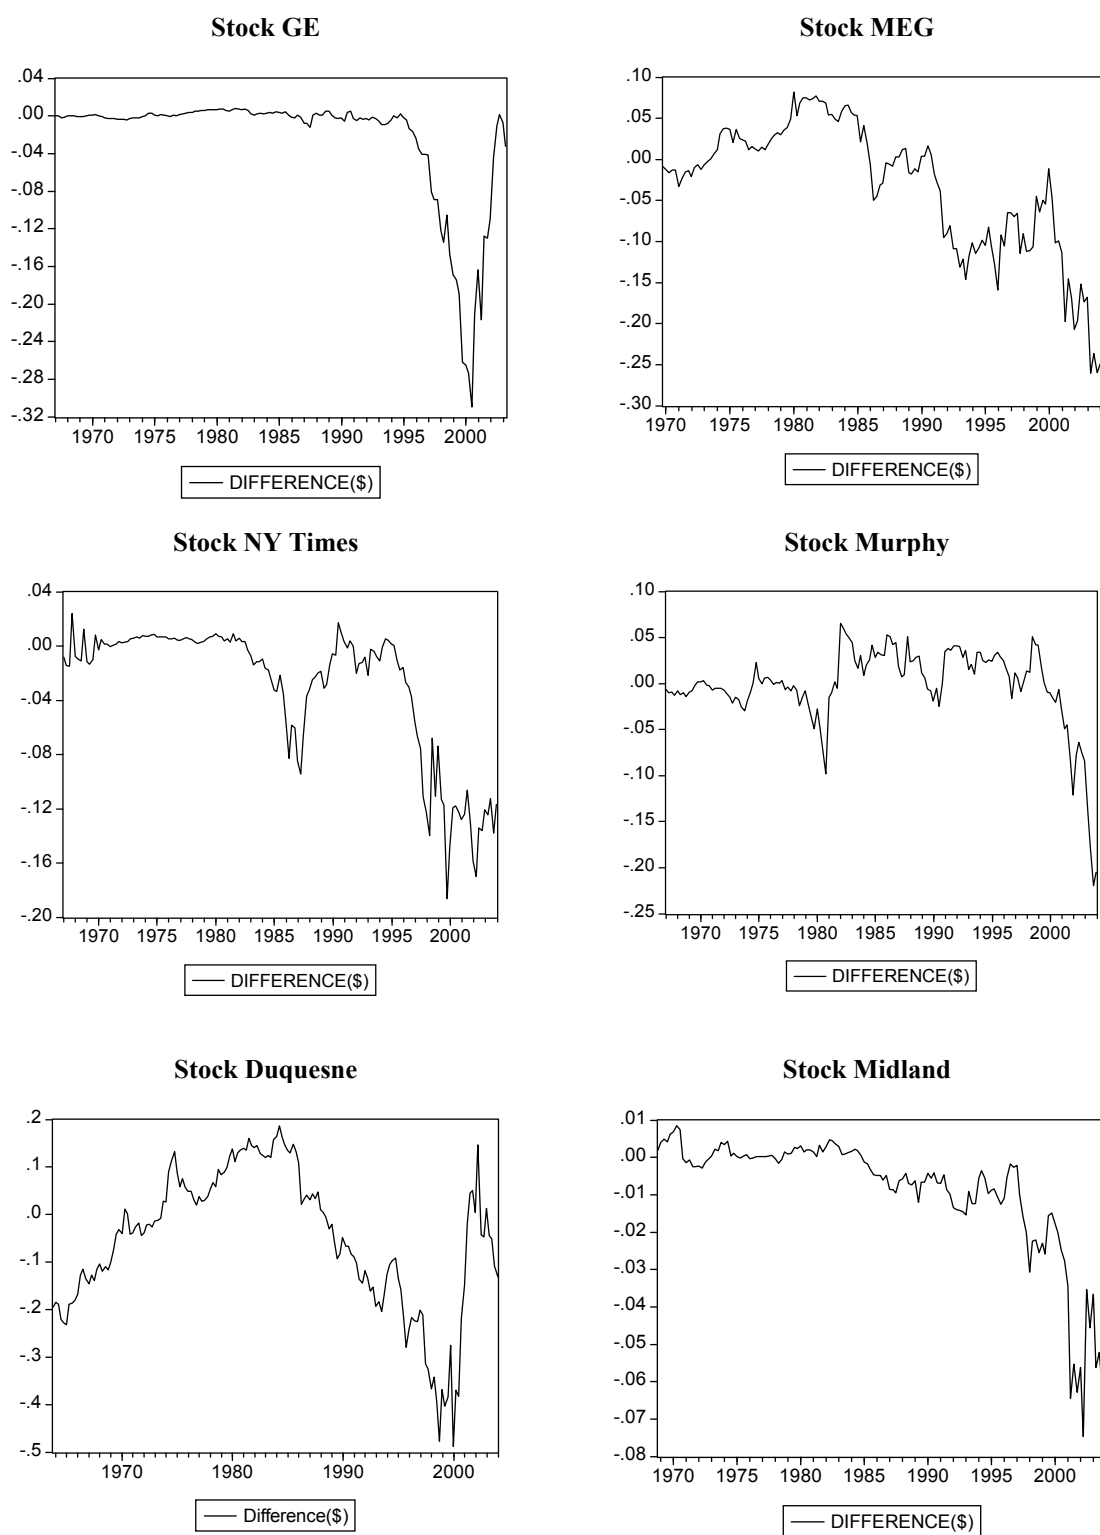 Stock GE
.04
.00
-.04
-.08
-.12
-.16
-.20
-.24
-.28
-.32
1970 1975 1980 1985 1990 1995 2000
DIFFERENCE($)
Stock MEG
.10
.05
.00
-.05
-.10
-.15
-.20
-.25
-.30
1970 1975 1980 1985 1990 1995 2000
DIFFERENCE($)
Stock NY Times
.04
.00
-.04
-.08
-.12
-.16
-.20
1970 1975 1980 1985 1990 1995 2000
DIFFERENCE($)
Stock Murphy
.10
.05
.00
-.05
-.10
-.15
-.20
-.25
1970 1975 1980 1985 1990 1995 2000
DIFFERENCE($)
Stock Duquesne
.2
.1
.0
-.1
-.2
-.3
-.4
-.5
1970 1980 1990 2000
Difference($)
Stock Midland
.01
.00
-.01
-.02
-.03
-.04
-.05
-.06
-.07
-.08
1970 1975 1980 1985 1990 1995 2000
DIFFERENCE($)